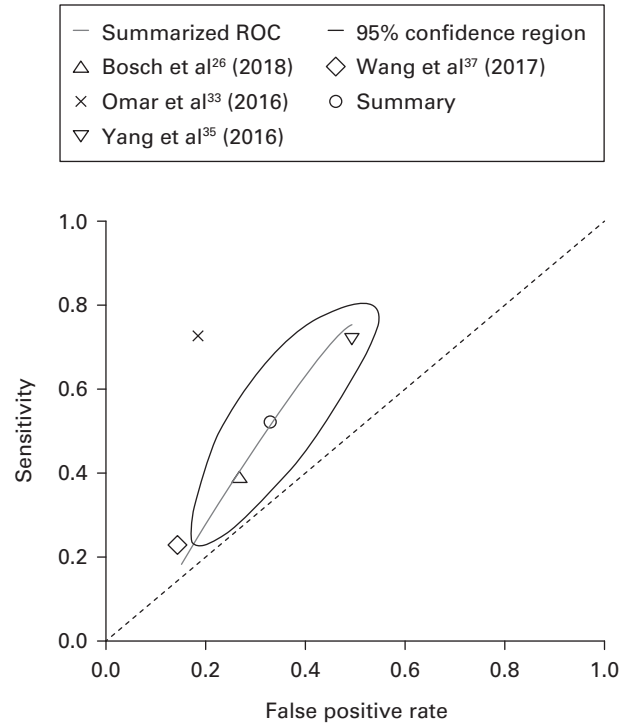 Summarized ROC
95% confidence region
Bosch et al²⁶ (2018)
Wang et al³⁷ (2017)
Omar et al³³ (2016)
Summary
Yang et al³⁵ (2016)
1.0
0.8
0.6
0.4
0.2
0.0
Sensitivity
0.0 0.2 0.4 0.6 0.8 1.0
False positive rate